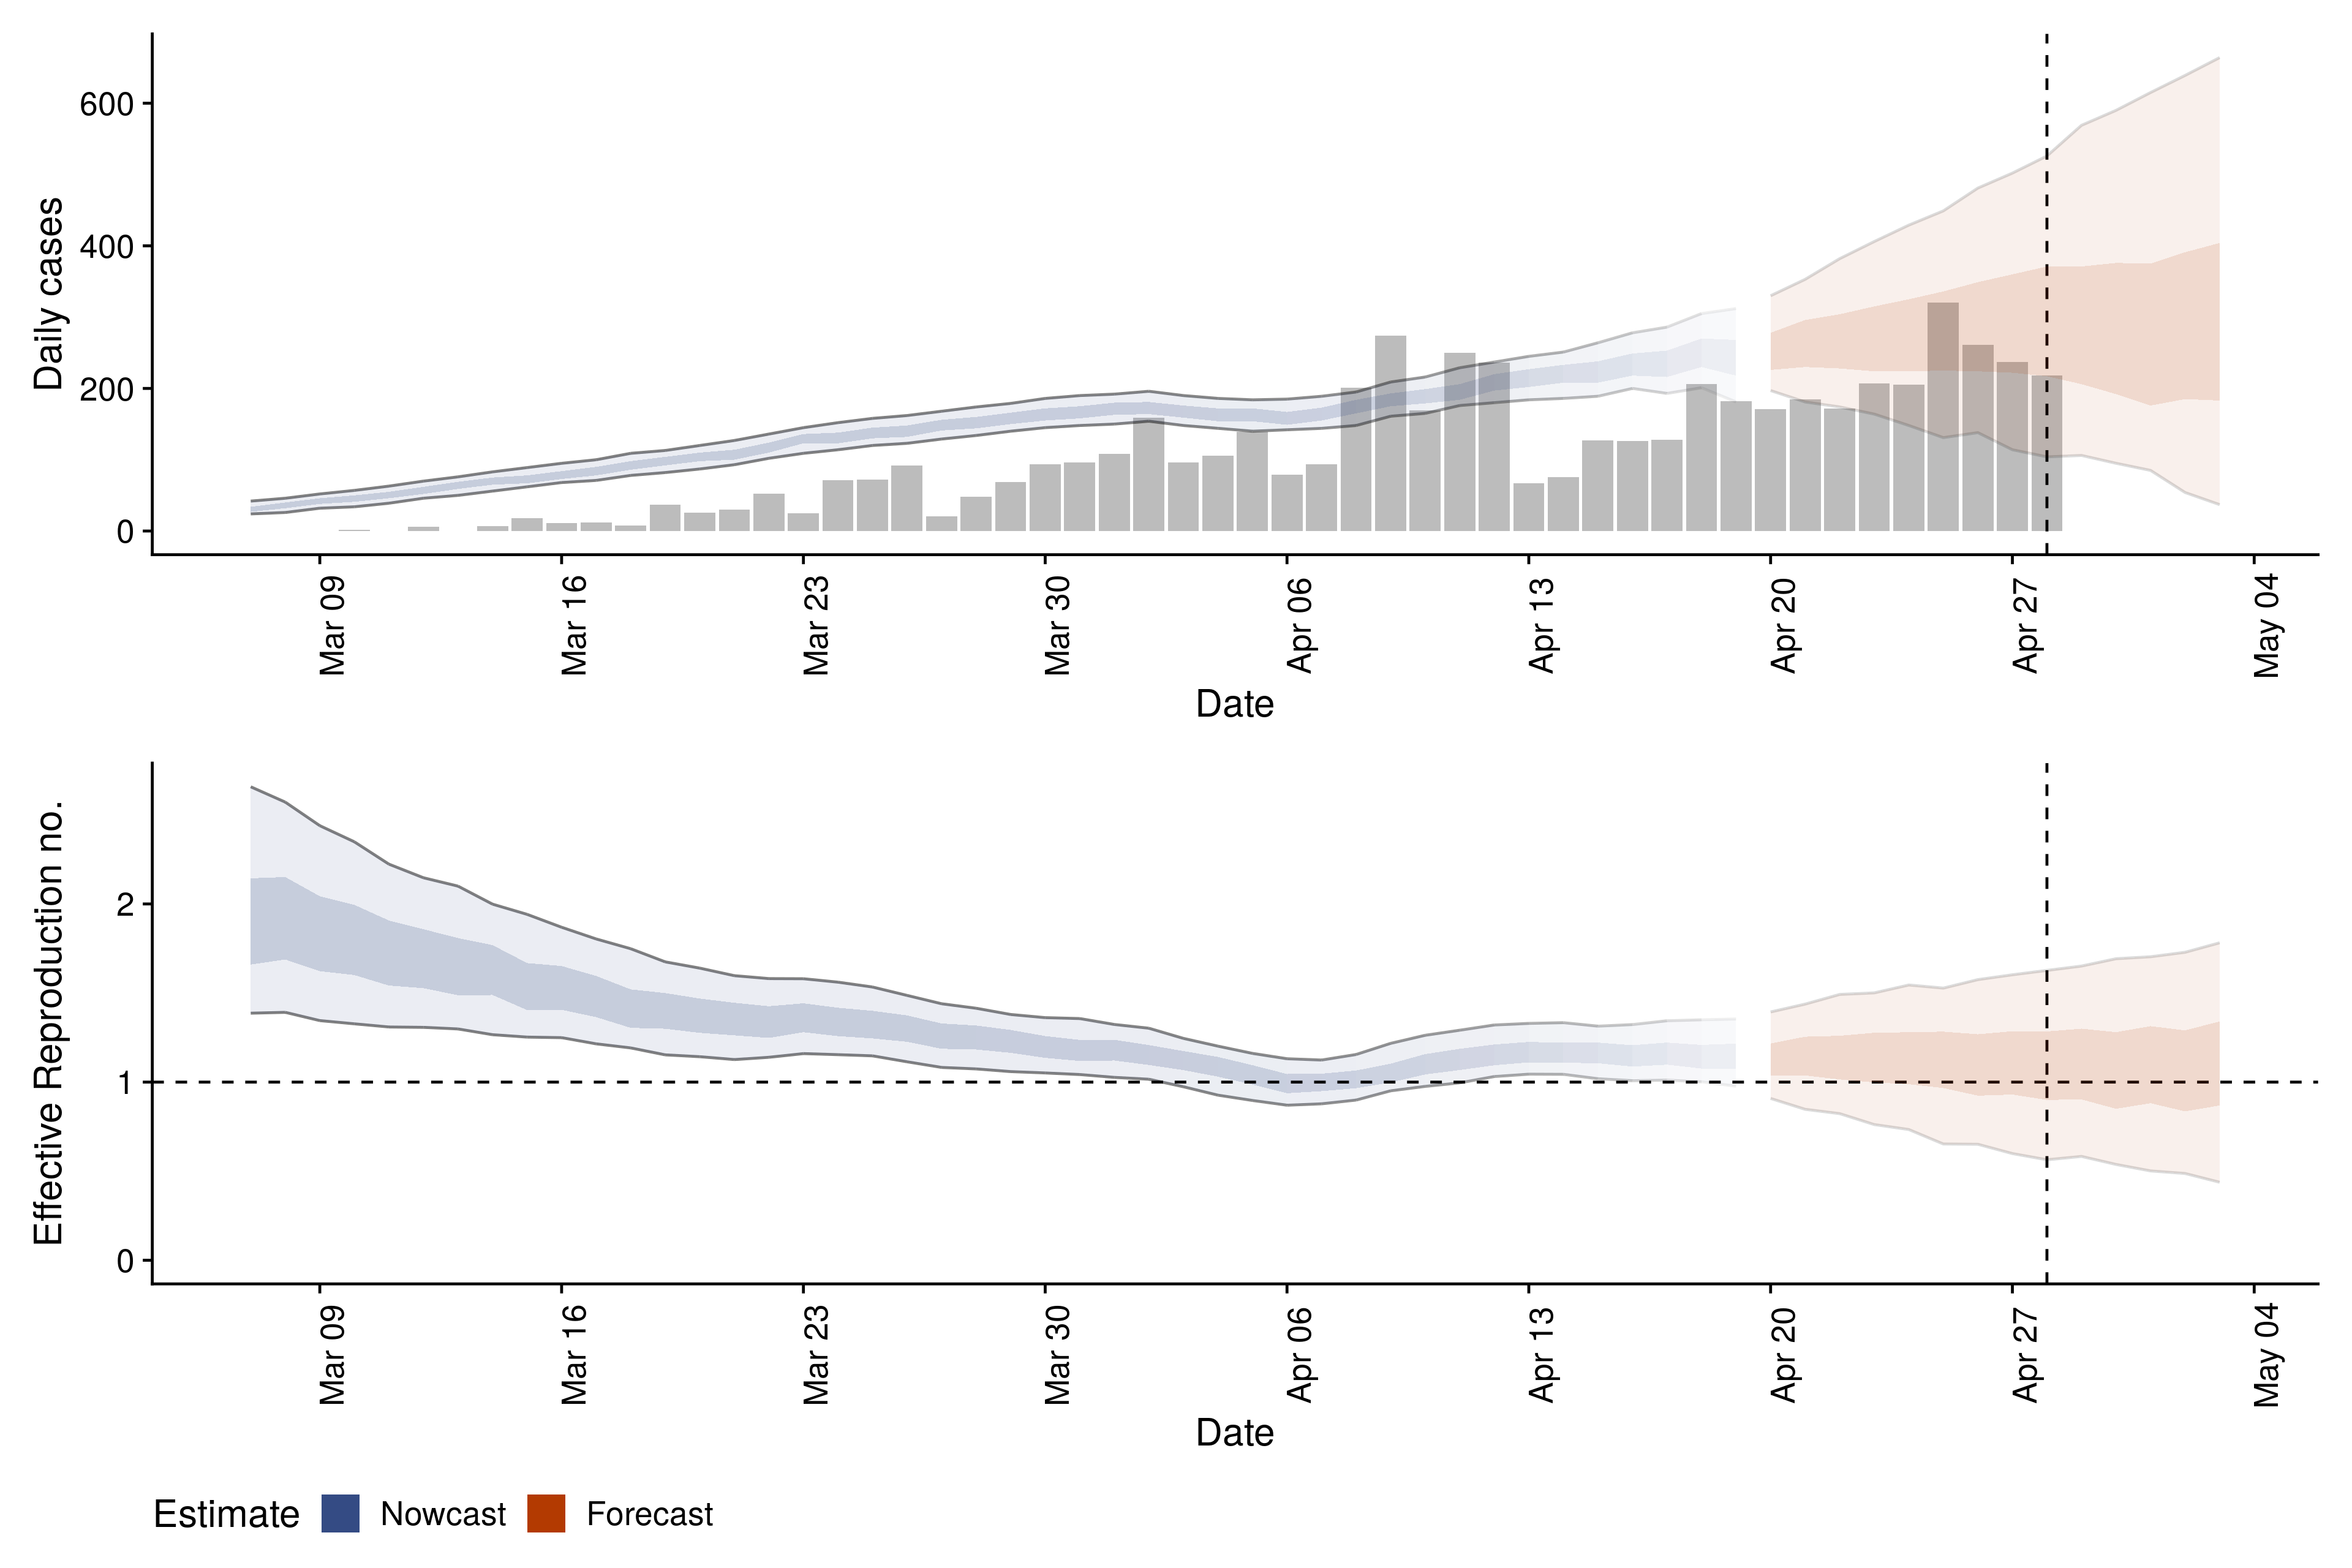 Daily cases
600
400
200
0
Mar 09
Mar 16
Mar 23
Mar 30
Apr 06
Apr 13
Apr 20
Apr 27
May 04
Date
Effective Reproduction no.
2
1
0
Mar 09
Mar 16
Mar 23
Mar 30
Apr 06
Apr 13
Apr 20
Apr 27
May 04
Date
Estimate Nowcast Forecast